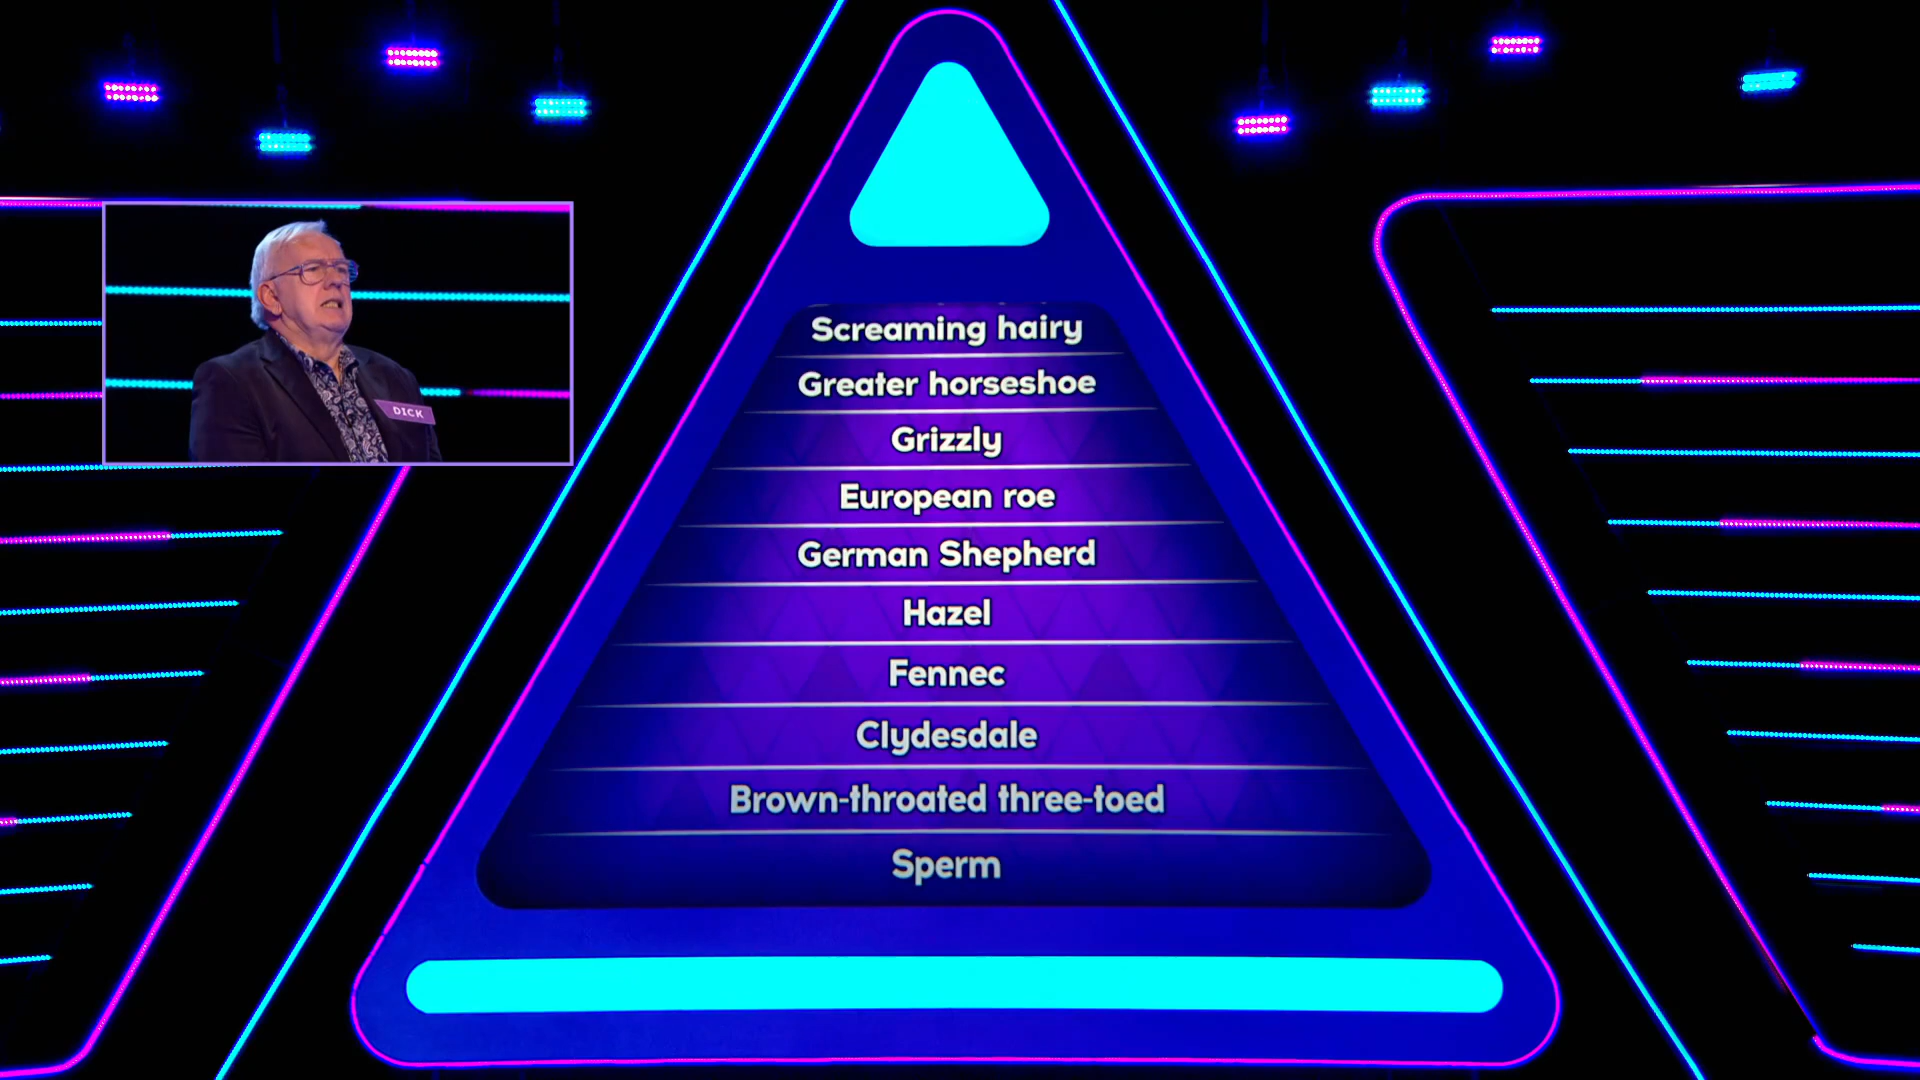 DICK
Screaming hairy
Greater horseshoe
Grizzly
European roe
German Shepherd
Hazel
Fennec
Clydesdale
Brown-throated three-toed
Sperm